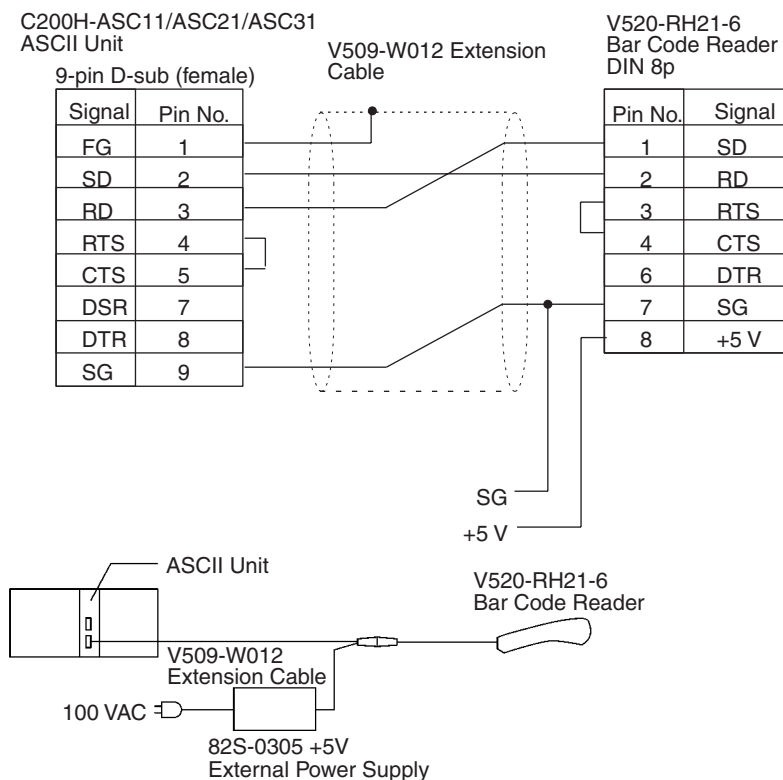 C200H-ASC11/ASC21/ASC31
ASCII Unit
V509-W012 Extension
Cable
V520-RH21-6
Bar Code Reader
DIN 8p
9-pin D-sub (female)
Signal Pin No.
FG 1
SD 2
RD 3
RTS 4
CTS 5
DSR 7
DTR 8
SG 9
Pin No. Signal
1 SD
2 RD
3 RTS
4 CTS
6 DTR
7 SG
8 +5 V
SG
+5 V
ASCII Unit
V520-RH21-6
Bar Code Reader
V509-W012
Extension Cable
100 VAC
82S-0305 +5V
External Power Supply